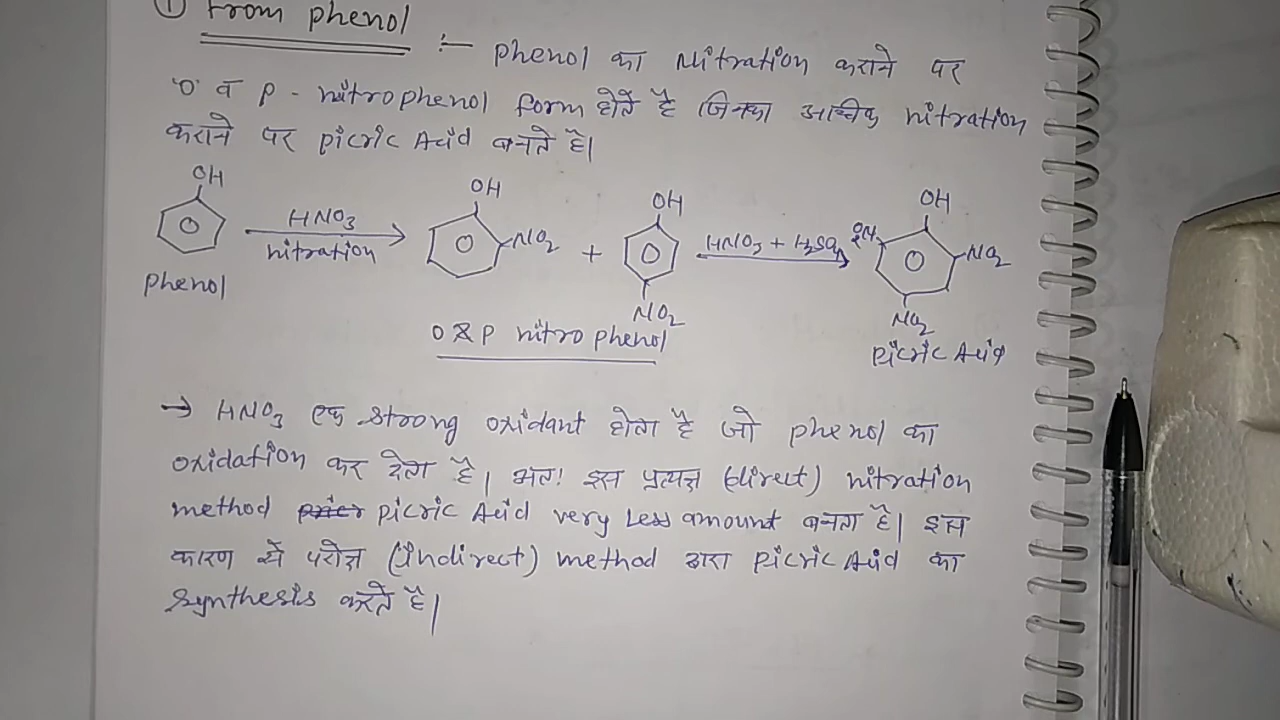 ① From phenol :- phenol का Nitration कराने पर
'o' व p - nitrophenol form होते है जिनका अधिक nitration
कराने पर picric Acid बनते है।
OH OH OH OH
HNO3 NO2 + HNO3 + H2SO4 O2N NO2
nitration
phenol NO2 NO2
o & p nitro phenol picric Acid
→ HNO3 एक strong oxidant होता है जो phenol का
oxidation कर देता है। अतः इस प्रत्यक्ष (direct) nitration
method picric Acid very Less amount बनता है। इस
कारण से परोक्ष (indirect) method द्वारा picric Acid का
synthesis करते है।